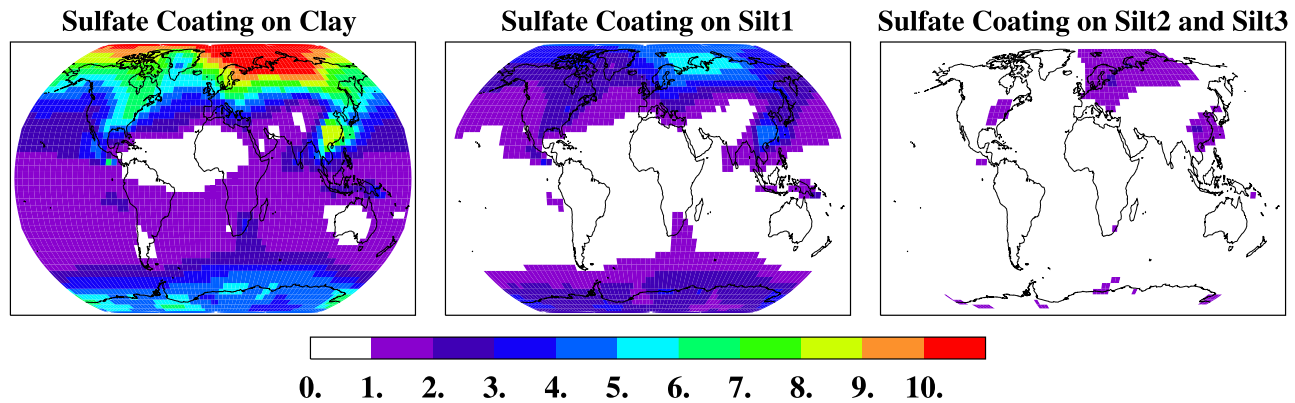 Sulfate Coating on Clay
Sulfate Coating on Silt1
Sulfate Coating on Silt2 and Silt3
0. 1. 2. 3. 4. 5. 6. 7. 8. 9. 10.